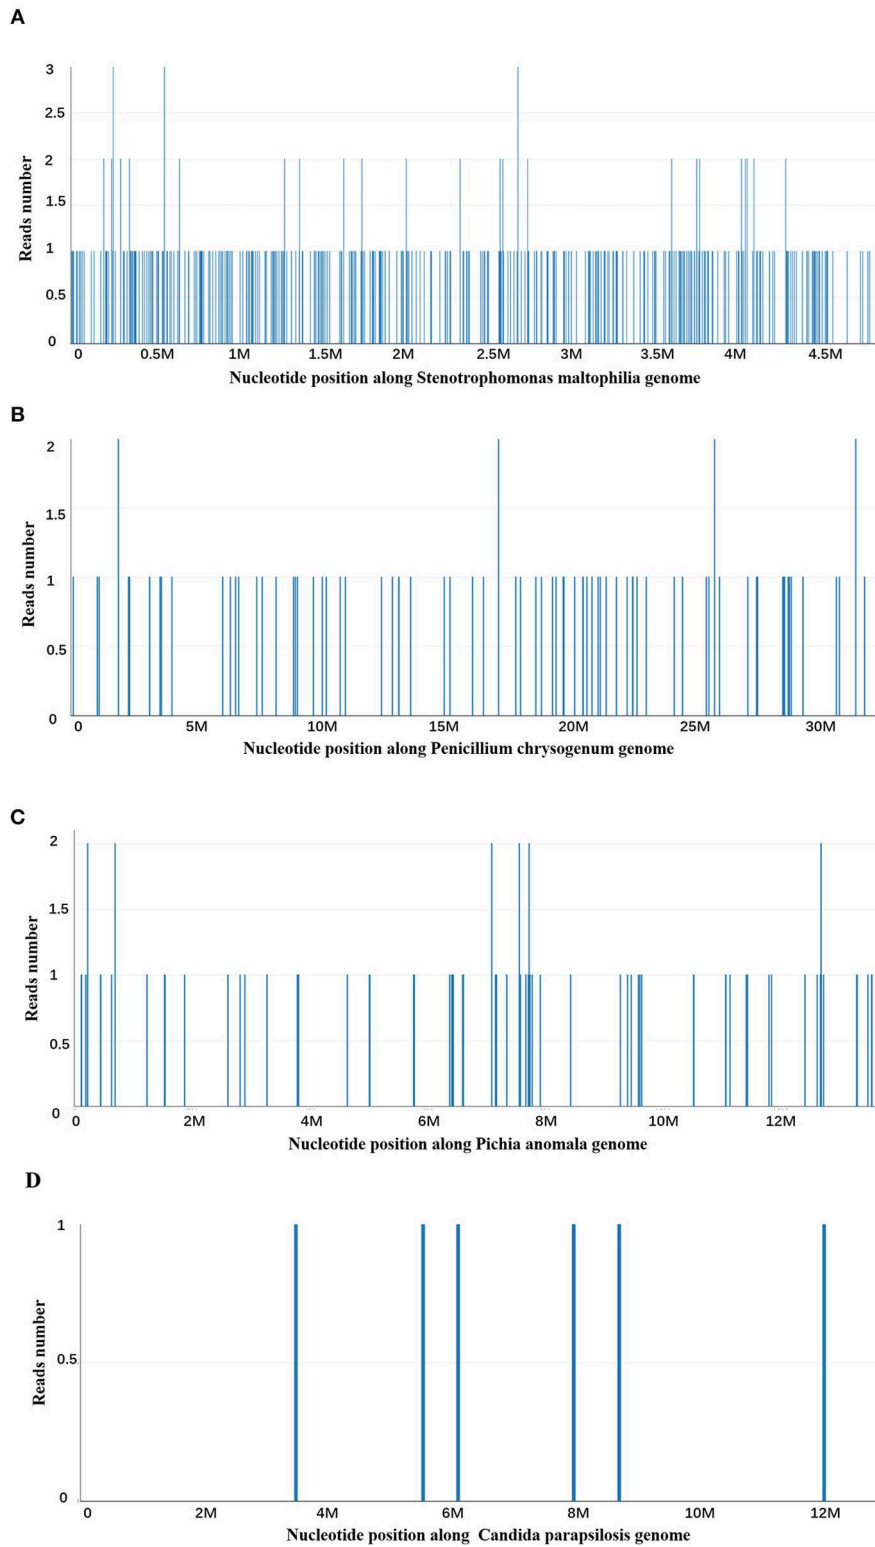 A
3
2.5
2
1.5
1
0.5
0
Reads number
0 0.5M 1M 1.5M 2M 2.5M 3M 3.5M 4M 4.5M
Nucleotide position along Stenotrophomonas maltophilia genome
B
2
1.5
1
0.5
0
Reads number
0 5M 10M 15M 20M 25M 30M
Nucleotide position along Penicillium chrysogenum genome
C
2
1.5
1
0.5
0
Reads number
0 2M 4M 6M 8M 10M 12M
Nucleotide position along Pichia anomala genome
D
1
0.5
0
Reads number
0 2M 4M 6M 8M 10M 12M
Nucleotide position along Candida parapsilosis genome